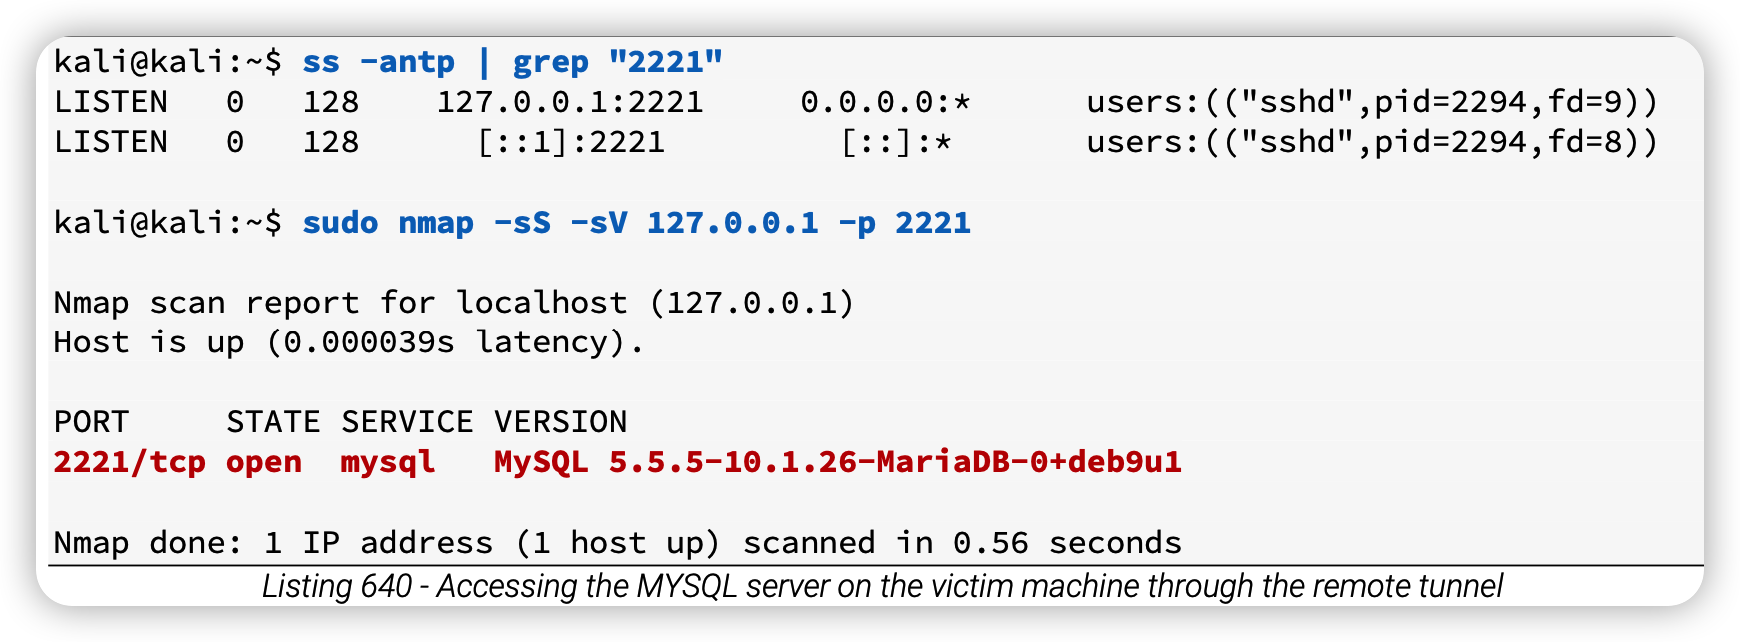 kali@kali:~$ ss -antp | grep "2221"
LISTEN   0   128    127.0.0.1:2221     0.0.0.0:*      users:(("sshd",pid=2294,fd=9))
LISTEN   0   128      [::1]:2221         [::]:*       users:(("sshd",pid=2294,fd=8))
kali@kali:~$ sudo nmap -sS -sV 127.0.0.1 -p 2221
Nmap scan report for localhost (127.0.0.1)
Host is up (0.000039s latency).
PORT     STATE SERVICE VERSION
2221/tcp open  mysql   MySQL 5.5.5-10.1.26-MariaDB-0+deb9u1
Nmap done: 1 IP address (1 host up) scanned in 0.56 seconds
Listing 640 - Accessing the MYSQL server on the victim machine through the remote tunnel